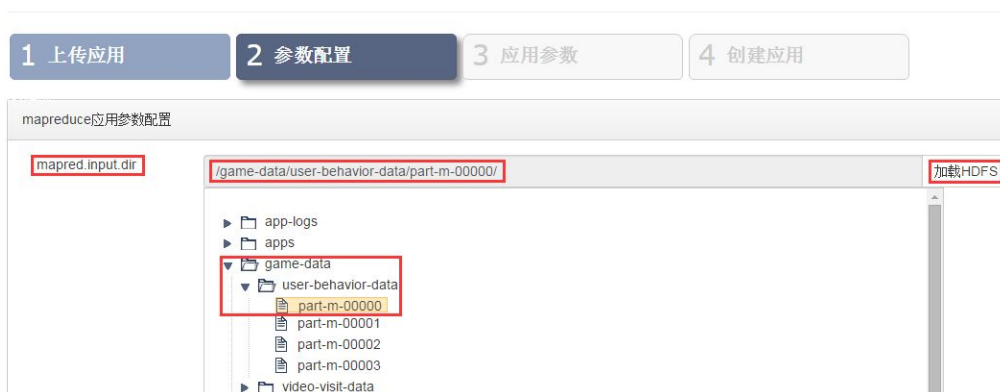 1 上传应用 2 参数配置 3 应用参数 4 创建应用
mapreduce应用参数配置
mapred.input.dir /game-data/user-behavior-data/part-m-00000/ 加载HDFS
app-logs
apps
game-data
user-behavior-data
part-m-00000
part-m-00001
part-m-00002
part-m-00003
video-visit-data